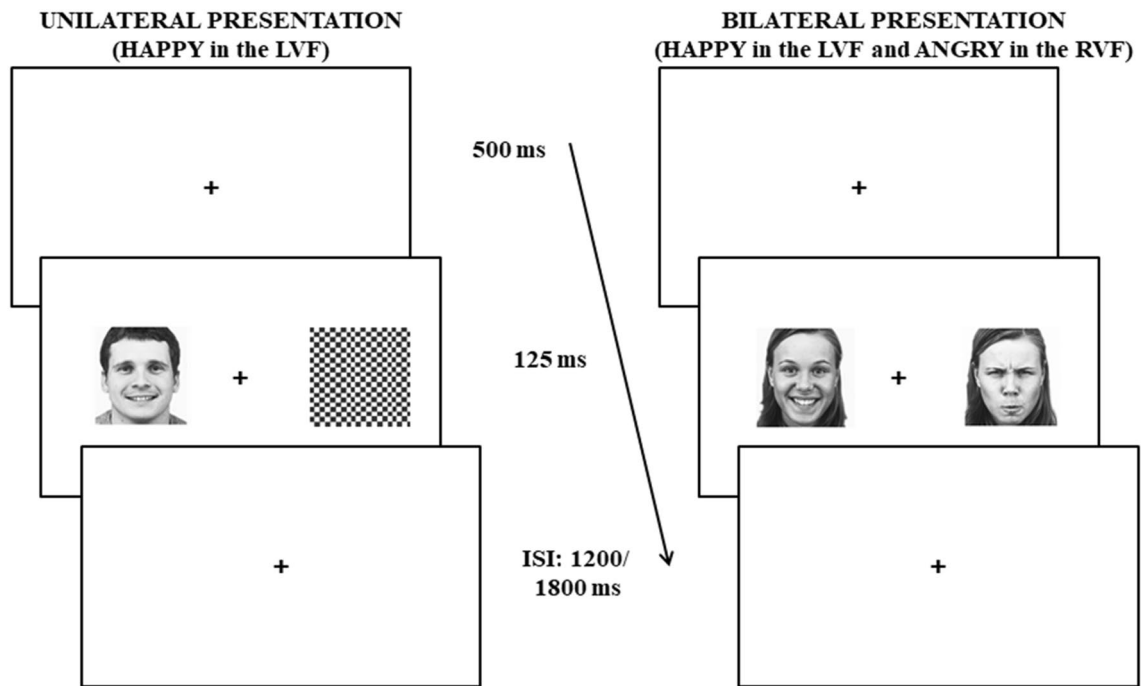 UNILATERAL PRESENTATION
(HAPPY in the LVF)
BILATERAL PRESENTATION
(HAPPY in the LVF and ANGRY in the RVF)
500 ms
+
+
125 ms
+
+
ISI: 1200/
1800 ms
+
+